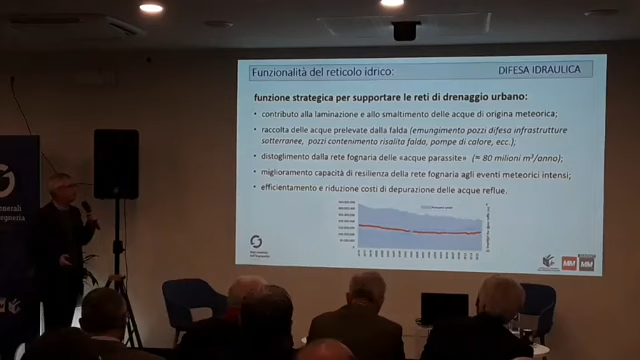 Funzionalità del reticolo idrico:
DIFESA IDRAULICA
funzione strategica per supportare le reti di drenaggio urbano:
• contributo alla laminazione e allo smaltimento delle acque di origine meteorica;
• raccolta delle acque prelevate dalla falda (emungimento pozzi difesa infrastrutture
sotterranee, pozzi contenimento risalita falda, pompe di calore, ecc.);
• distoglimento dalla rete fognaria delle «acque parassite» (≈ 80 milioni m³/anno);
• miglioramento capacità di resilienza della rete fognaria agli eventi meteorici intensi;
• efficientamento e riduzione costi di depurazione delle acque reflue.
MM
MM